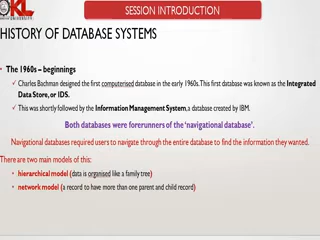 KL
SESSION INTRODUCTION
HISTORY OF DATABASE SYSTEMS
• The 1960s – beginnings
✓ Charles Bachman designed the first computerised database in the early 1960s. This first database was known as the Integrated
Data Store, or IDS.
✓ This was shortly followed by the Information Management System, a database created by IBM.
Both databases were forerunners of the ‘navigational database’.
Navigational databases required users to navigate through the entire database to find the information they wanted.
There are two main models of this:
• hierarchical model (data is organised like a family tree)
• network model (a record to have more than one parent and child record)